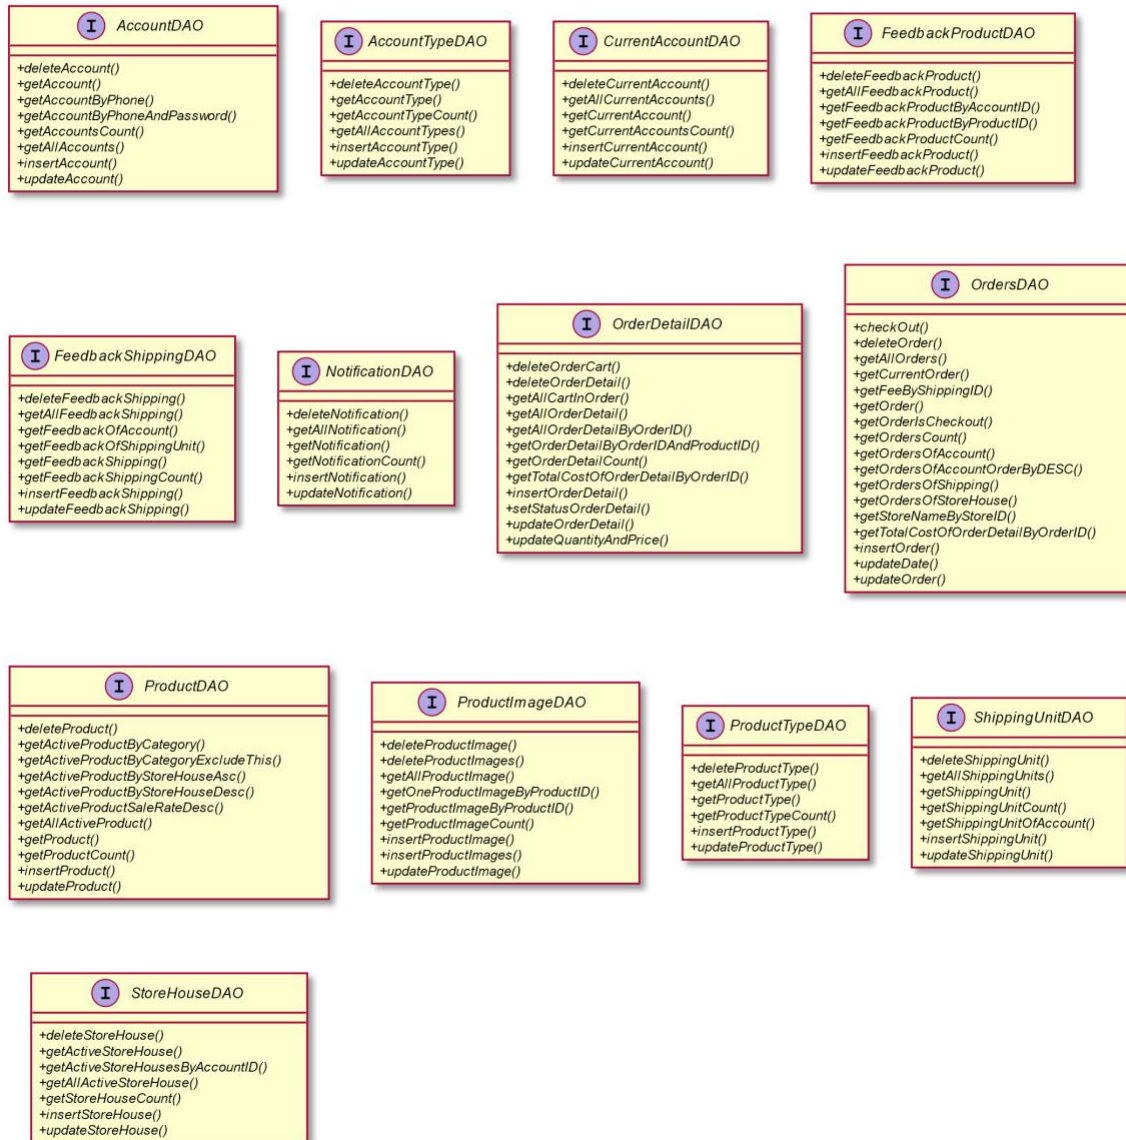 I AccountDAO
+deleteAccount()
+getAccount()
+getAccountByPhone()
+getAccountByPhoneAndPassword()
+getAccountsCount()
+getAllAccounts()
+insertAccount()
+updateAccount()
I AccountTypeDAO
+deleteAccountType()
+getAccountType()
+getAccountTypeCount()
+getAllAccountTypes()
+insertAccountType()
+updateAccountType()
I CurrentAccountDAO
+deleteCurrentAccount()
+getAllCurrentAccounts()
+getCurrentAccount()
+getCurrentAccountsCount()
+insertCurrentAccount()
+updateCurrentAccount()
I FeedbackProductDAO
+deleteFeedbackProduct()
+getAllFeedbackProduct()
+getFeedbackProductByAccountID()
+getFeedbackProductByProductID()
+getFeedbackProductCount()
+insertFeedbackProduct()
+updateFeedbackProduct()
I FeedbackShippingDAO
+deleteFeedbackShipping()
+getAllFeedbackShipping()
+getFeedbackOfAccount()
+getFeedbackOfShippingUnit()
+getFeedbackShipping()
+getFeedbackShippingCount()
+insertFeedbackShipping()
+updateFeedbackShipping()
I NotificationDAO
+deleteNotification()
+getAllNotification()
+getNotification()
+getNotificationCount()
+insertNotification()
+updateNotification()
I OrderDetailDAO
+deleteOrderCart()
+deleteOrderDetail()
+getAllCartInOrder()
+getAllOrderDetail()
+getAllOrderDetailByOrderID()
+getOrderDetailByOrderIDAndProductID()
+getOrderDetailCount()
+getTotalCostOfOrderDetailByOrderID()
+insertOrderDetail()
+setStatusOrderDetail()
+updateOrderDetail()
+updateQuantityAndPrice()
I OrdersDAO
+checkOut()
+deleteOrder()
+getAllOrders()
+getCurrentOrder()
+getFeeByShippingID()
+getOrder()
+getOrderIsCheckout()
+getOrdersCount()
+getOrdersOfAccount()
+getOrdersOfAccountOrderByDESC()
+getOrdersOfShipping()
+getOrdersOfStoreHouse()
+getStoreNameByStoreID()
+getTotalCostOfOrderDetailByOrderID()
+insertOrder()
+updateDate()
+updateOrder()
I ProductDAO
+deleteProduct()
+getActiveProductByCategory()
+getActiveProductByCategoryExcludeThis()
+getActiveProductByStoreHouseAsc()
+getActiveProductByStoreHouseDesc()
+getActiveProductSaleRateDesc()
+getAllActiveProduct()
+getProduct()
+getProductCount()
+insertProduct()
+updateProduct()
I ProductImageDAO
+deleteProductImage()
+deleteProductImages()
+getAllProductImage()
+getOneProductImageByProductID()
+getProductImageByProductID()
+getProductImageCount()
+insertProductImage()
+insertProductImages()
+updateProductImage()
I ProductTypeDAO
+deleteProductType()
+getAllProductType()
+getProductType()
+getProductTypeCount()
+insertProductType()
+updateProductType()
I ShippingUnitDAO
+deleteShippingUnit()
+getAllShippingUnits()
+getShippingUnit()
+getShippingUnitCount()
+getShippingUnitOfAccount()
+insertShippingUnit()
+updateShippingUnit()
I StoreHouseDAO
+deleteStoreHouse()
+getActiveStoreHouse()
+getActiveStoreHousesByAccountID()
+getAllActiveStoreHouse()
+getStoreHouseCount()
+insertStoreHouse()
+updateStoreHouse()